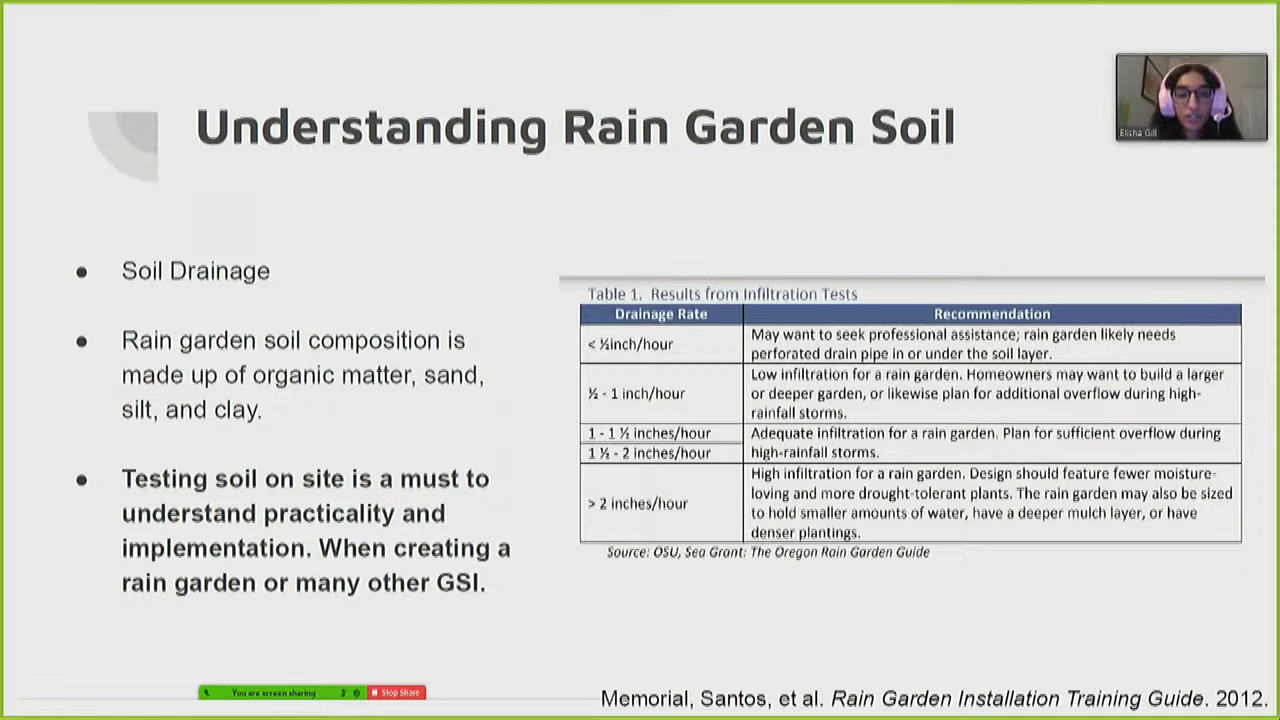 Understanding Rain Garden Soil
Elisha Gill
● Soil Drainage
● Rain garden soil composition is
made up of organic matter, sand,
silt, and clay.
● Testing soil on site is a must to
understand practicality and
implementation. When creating a
rain garden or many other GSI.
Table 1. Results from Infiltration Tests
Drainage Rate Recommendation
< ½inch/hour
May want to seek professional assistance; rain garden likely needs
perforated drain pipe in or under the soil layer.
½ - 1 inch/hour
Low infiltration for a rain garden. Homeowners may want to build a larger
or deeper garden, or likewise plan for additional overflow during high-
rainfall storms.
1 - 1 ½ inches/hour
1 ½ - 2 inches/hour
Adequate infiltration for a rain garden. Plan for sufficient overflow during
high-rainfall storms.
> 2 inches/hour
High infiltration for a rain garden. Design should feature fewer moisture-
loving and more drought-tolerant plants. The rain garden may also be sized
to hold smaller amounts of water, have a deeper mulch layer, or have
denser plantings.
Source: OSU, Sea Grant: The Oregon Rain Garden Guide
You are screen sharing Stop Share
Memorial, Santos, et al. Rain Garden Installation Training Guide. 2012.